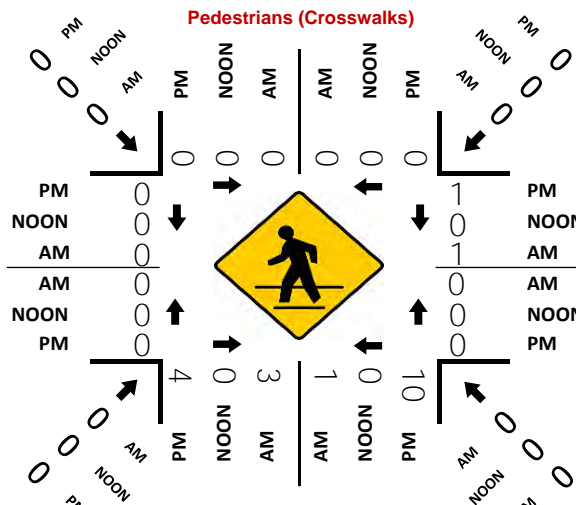 Pedestrians (Crosswalks)
0 PM
0 NOON
0 AM
PM NOON AM AM NOON PM
PM 0
NOON 0
AM 0
0 0 0 0 0 0
PM 0 1 PM
NOON 0 0 NOON
AM 0 1 AM
AM 0 0 AM
NOON 0 0 NOON
PM 0 0 PM
4 0 3 1 0 10
PM NOON AM AM NOON PM
0 AM
0 NOON
0 PM
AM 0
NOON 0
PM 0